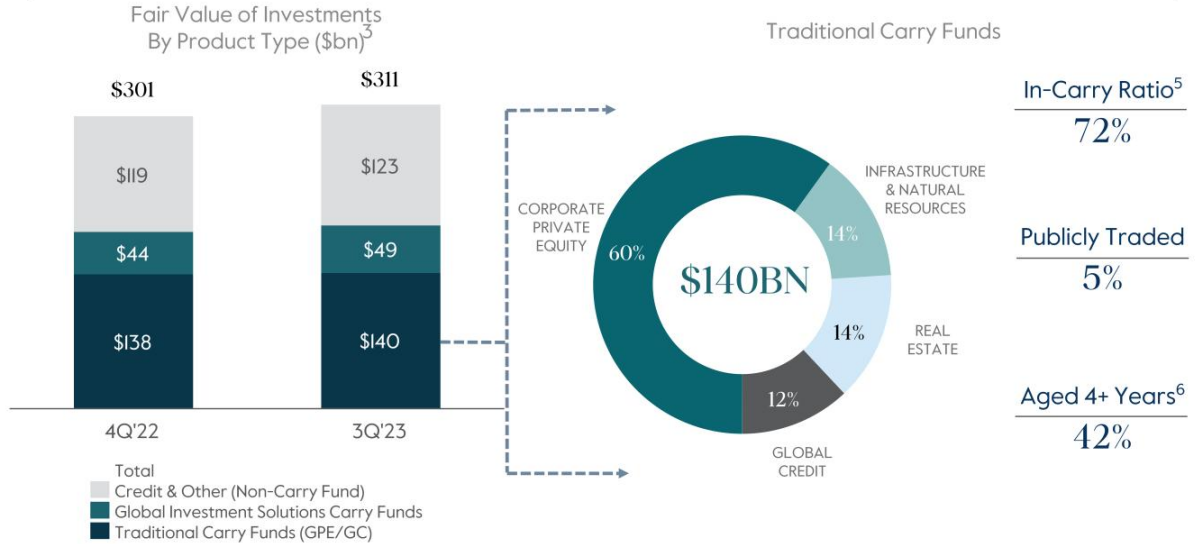 Fair Value of Investments
By Product Type ($bn)3
$301
$311
$119
$123
$44
$49
$138
$140
4Q'22
3Q'23
Total
Credit & Other (Non-Carry Fund)
Global Investment Solutions Carry Funds
Traditional Carry Funds (GPE/GC)
Traditional Carry Funds
CORPORATE
PRIVATE
EQUITY
60%
INFRASTRUCTURE
& NATURAL
RESOURCES
14%
$140BN
14%
REAL
ESTATE
12%
GLOBAL
CREDIT
In-Carry Ratio5
72%
Publicly Traded
5%
Aged 4+ Years6
42%